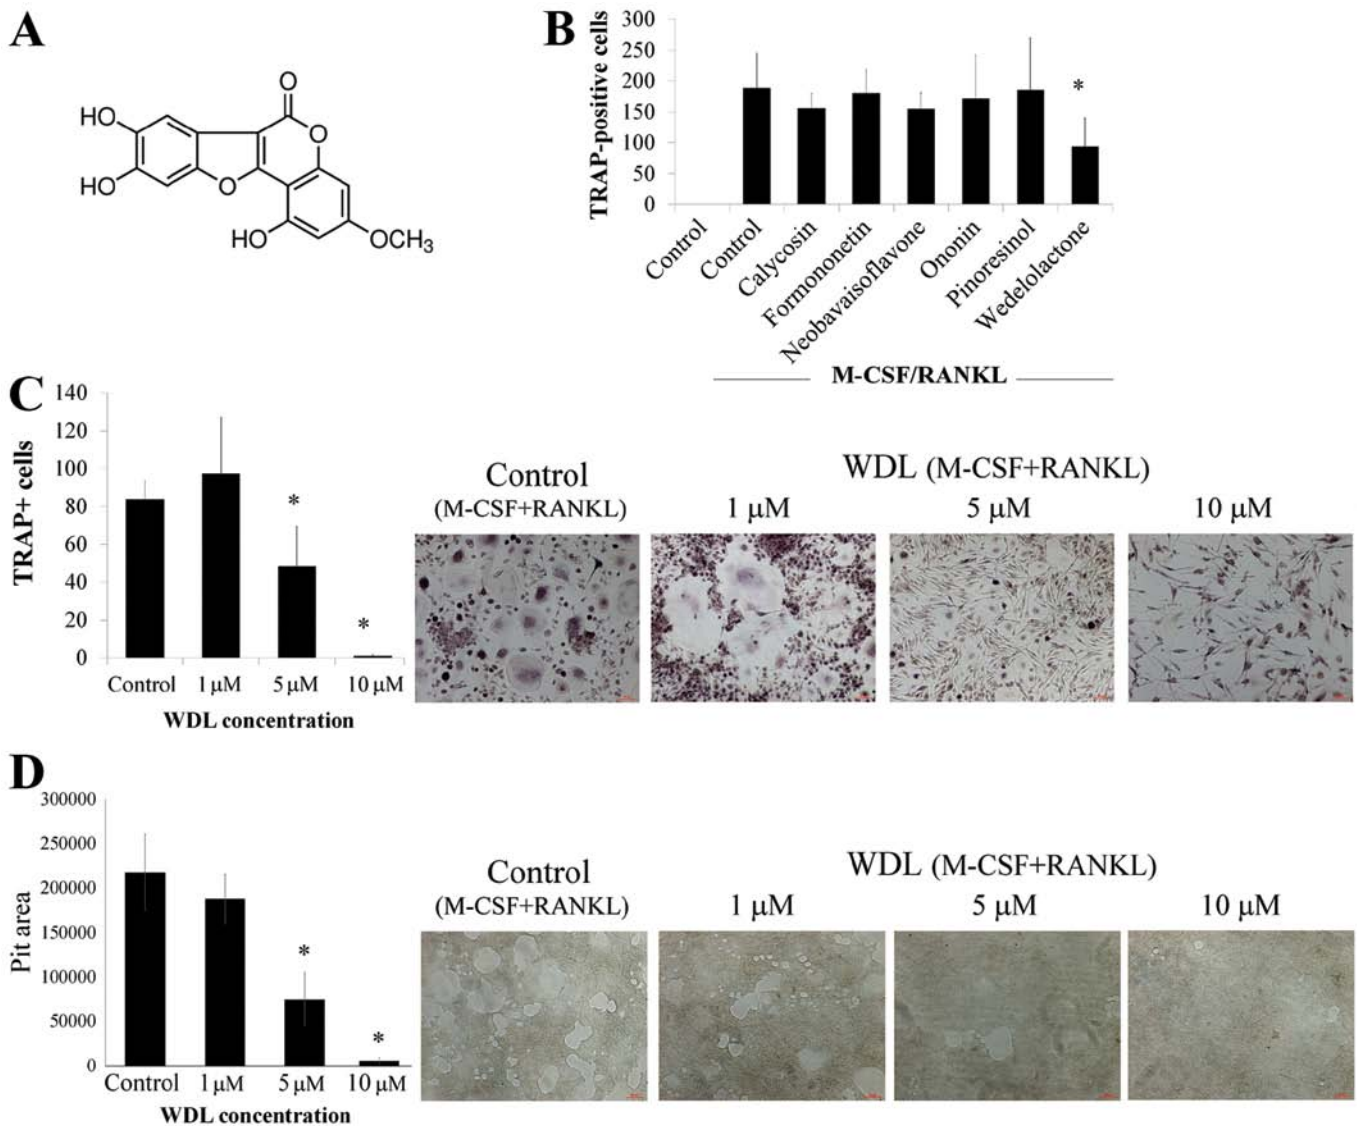 A
O
HO
O
HO
O
HO
OCH3
B
TRAP-positive cells
300
250
200
150
100
50
0
*
Control
Control
Calycosin
Formononetin
Neobavaisoflavone
Ononin
Pinoresinol
Wedelolactone
M-CSF/RANKL
C
TRAP+ cells
140
120
100
80
60
40
20
0
*
*
Control 1 μM 5 μM 10 μM
WDL concentration
Control
(M-CSF+RANKL)
WDL (M-CSF+RANKL)
1 μM 5 μM 10 μM
D
Pit area
300000
250000
200000
150000
100000
50000
0
*
*
Control 1 μM 5 μM 10 μM
WDL concentration
Control
(M-CSF+RANKL)
WDL (M-CSF+RANKL)
1 μM 5 μM 10 μM